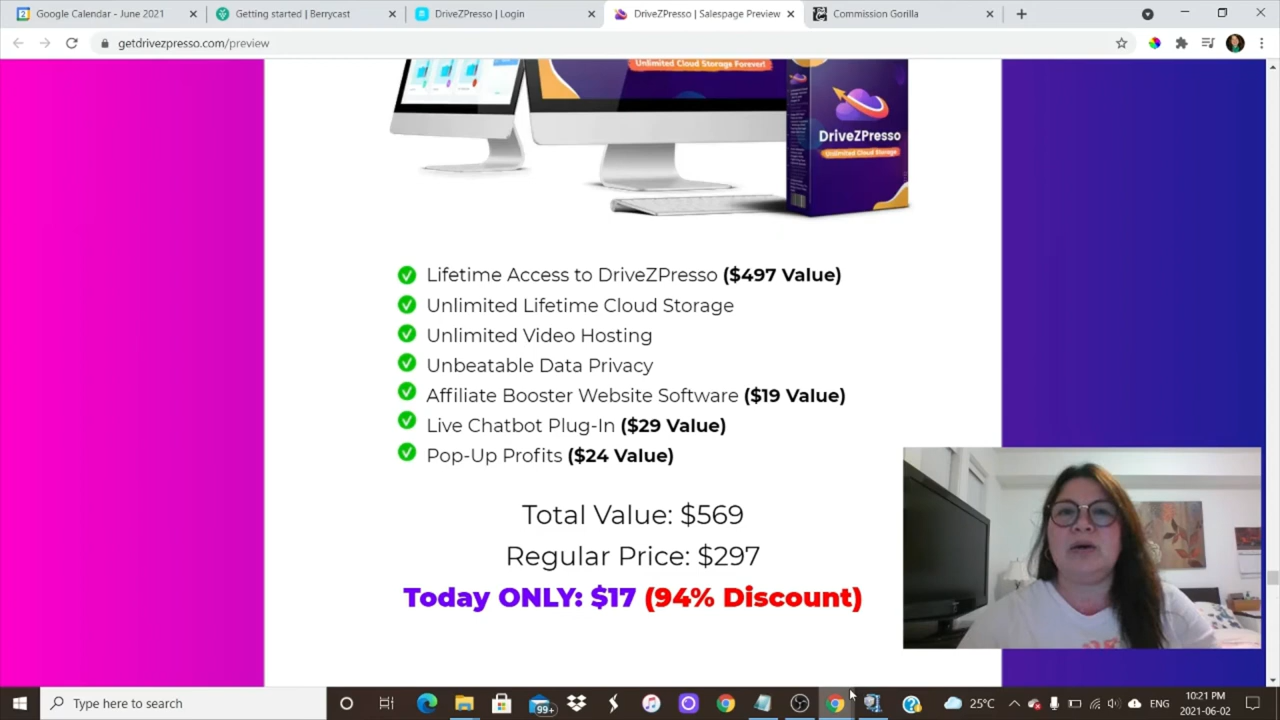 Google Calendar - June 2021
Getting started | Berrycast
DriveZPresso | Login
DriveZPresso | Salespage Preview
Commission Gorilla
getdrivezpresso.com/preview
Unlimited Cloud Storage Forever!
DriveZPresso
Unlimited Cloud Storage
Lifetime Access to DriveZPresso ($497 Value)
Unlimited Lifetime Cloud Storage
Unlimited Video Hosting
Unbeatable Data Privacy
Affiliate Booster Website Software ($19 Value)
Live Chatbot Plug-In ($29 Value)
Pop-Up Profits ($24 Value)
Total Value: $569
Regular Price: $297
Today ONLY: $17 (94% Discount)
Type here to search
99+
25°C
ENG
10:21 PM
2021-06-02